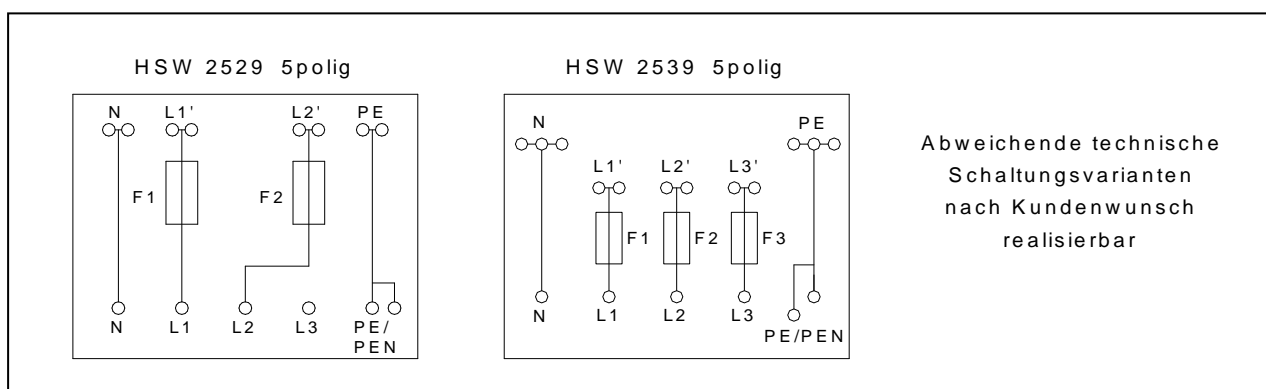 HSW 2529 5polig
N L1' L2' PE
F1 F2
N L1 L2 L3 PE/
PEN
HSW 2539 5polig
N PE
L1' L2' L3'
F1 F2 F3
N L1 L2 L3
PE/PEN
Abweichende technische
Schaltungsvarianten
nach Kundenwunsch
realisierbar